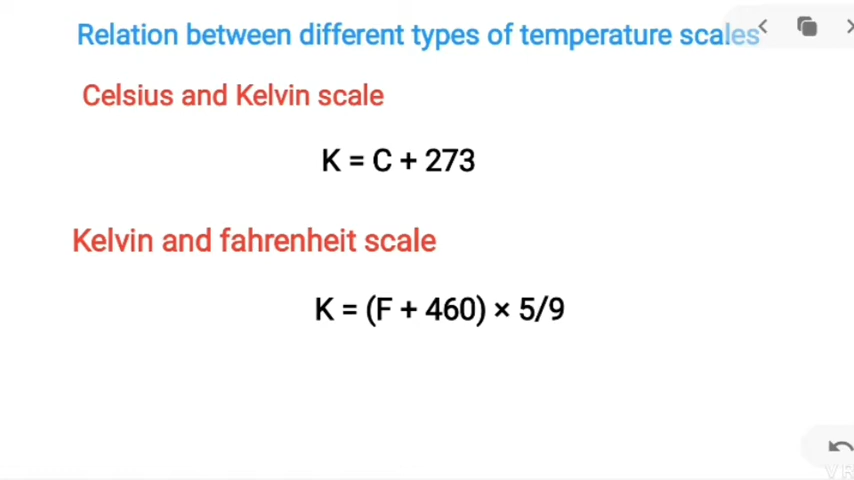 Relation between different types of temperature scales
Celsius and Kelvin scale
K = C + 273
Kelvin and fahrenheit scale
K = (F + 460) × 5/9
VR